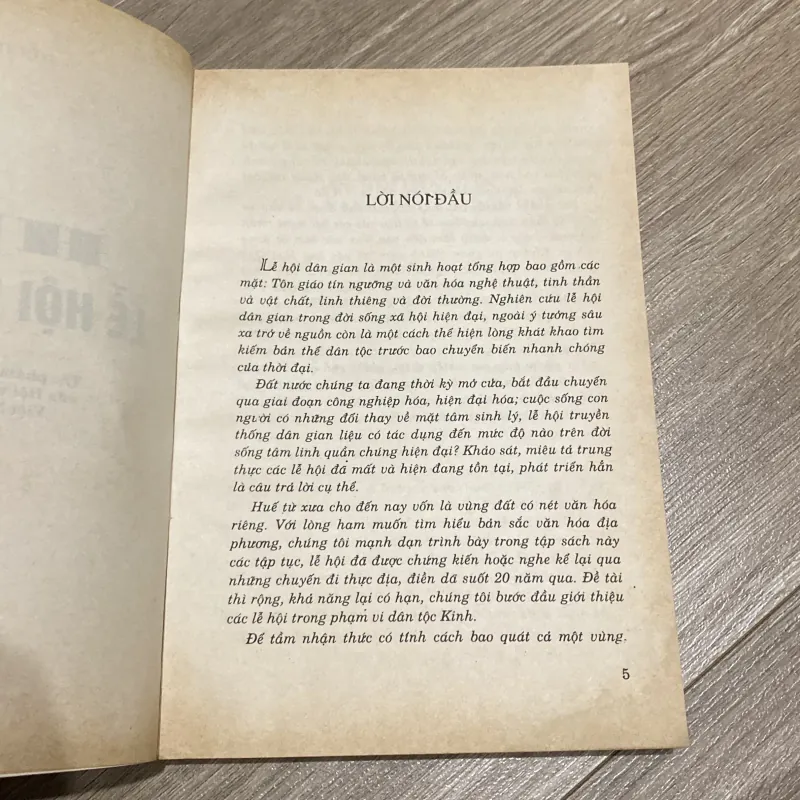 LỜI NÓI ĐẦU
Lễ hội dân gian là một sinh hoạt tổng hợp bao gồm các
mặt: Tôn giáo tín ngưỡng và văn hóa nghệ thuật, tinh thần
và vật chất, linh thiêng và đời thường. Nghiên cứu lễ hội
dân gian trong đời sống xã hội hiện đại, ngoài ý tưởng sâu
xa trở về nguồn còn là một cách thể hiện lòng khát khao tìm
kiếm bản thể dân tộc trước bao chuyển biến nhanh chóng
của thời đại.
Đất nước chúng ta đang thời kỳ mở cửa, bắt đầu chuyển
qua giai đoạn công nghiệp hóa, hiện đại hóa; cuộc sống con
người có những đổi thay về mặt tâm sinh lý, lễ hội truyền
thống dân gian liệu có tác dụng đến mức độ nào trên đời
sống tâm linh quần chúng hiện đại? Khảo sát, miêu tả trung
thực các lễ hội đã mất và hiện đang tồn tại, phát triển hẳn
là câu trả lời cụ thể.
Huế từ xưa cho đến nay vốn là vùng đất có nét văn hóa
riêng. Với lòng ham muốn tìm hiểu bản sắc văn hóa địa
phương, chúng tôi mạnh dạn trình bày trong tập sách này
các tập tục, lễ hội đã được chứng kiến hoặc nghe kể lại qua
những chuyến đi thực địa, điền dã suốt 20 năm qua. Đề tài
thì rộng, khả năng lại có hạn, chúng tôi bước đầu giới thiệu
các lễ hội trong phạm vi dân tộc Kinh.
Để tầm nhận thức có tính cách bao quát cả một vùng.
5